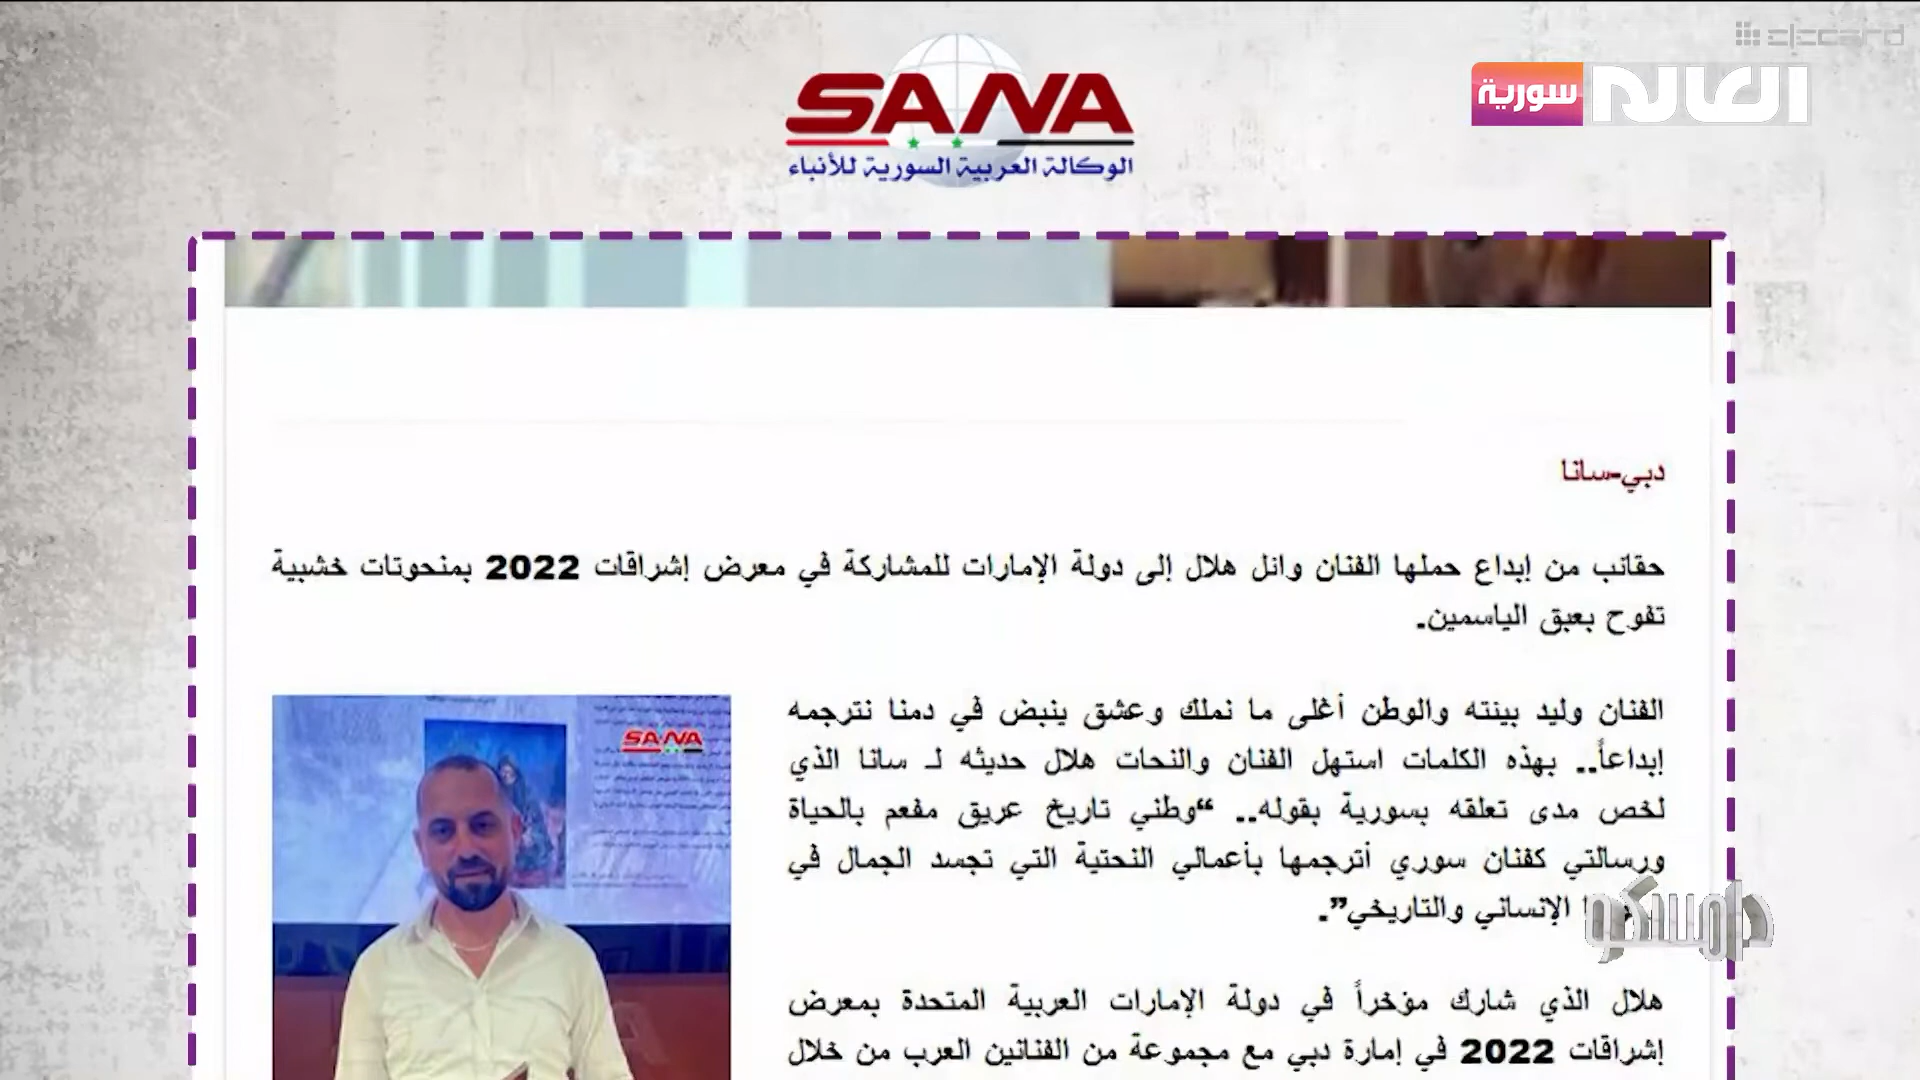 elecard
SANA
العالم سورية
الوكالة العربية السورية للأنباء
دبي-سانا
حقائب من إبداع حملها الفنان وائل هلال إلى دولة الإمارات للمشاركة في معرض إشراقات 2022 بمنحوتات خشبية
تفوح بعبق الياسمين.
الفنان وليد بيئته والوطن أغلى ما نملك وعشق ينبض في دمنا نترجمه
إبداعاً.. بهذه الكلمات استهل الفنان والنحات هلال حديثه لـ سانا الذي
لخص مدى تعلقه بسورية بقوله.. “وطني تاريخ عريق مفعم بالحياة
ورسالتي كفنان سوري أترجمها بأعمالي النحتية التي تجسد الجمال في
الإنساني والتاريخي”.
هلال الذي شارك مؤخراً في دولة الإمارات العربية المتحدة بمعرض
إشراقات 2022 في إمارة دبي مع مجموعة من الفنانين العرب من خلال
SANA
دامسكو